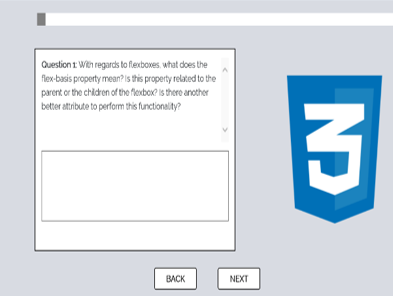 Question 1: With regards to flexboxes, what does the
flex-basis property mean? Is this property related to the
parent or the children of the flexbox? Is there another
better attribute to perform this functionality?
3
BACK
NEXT